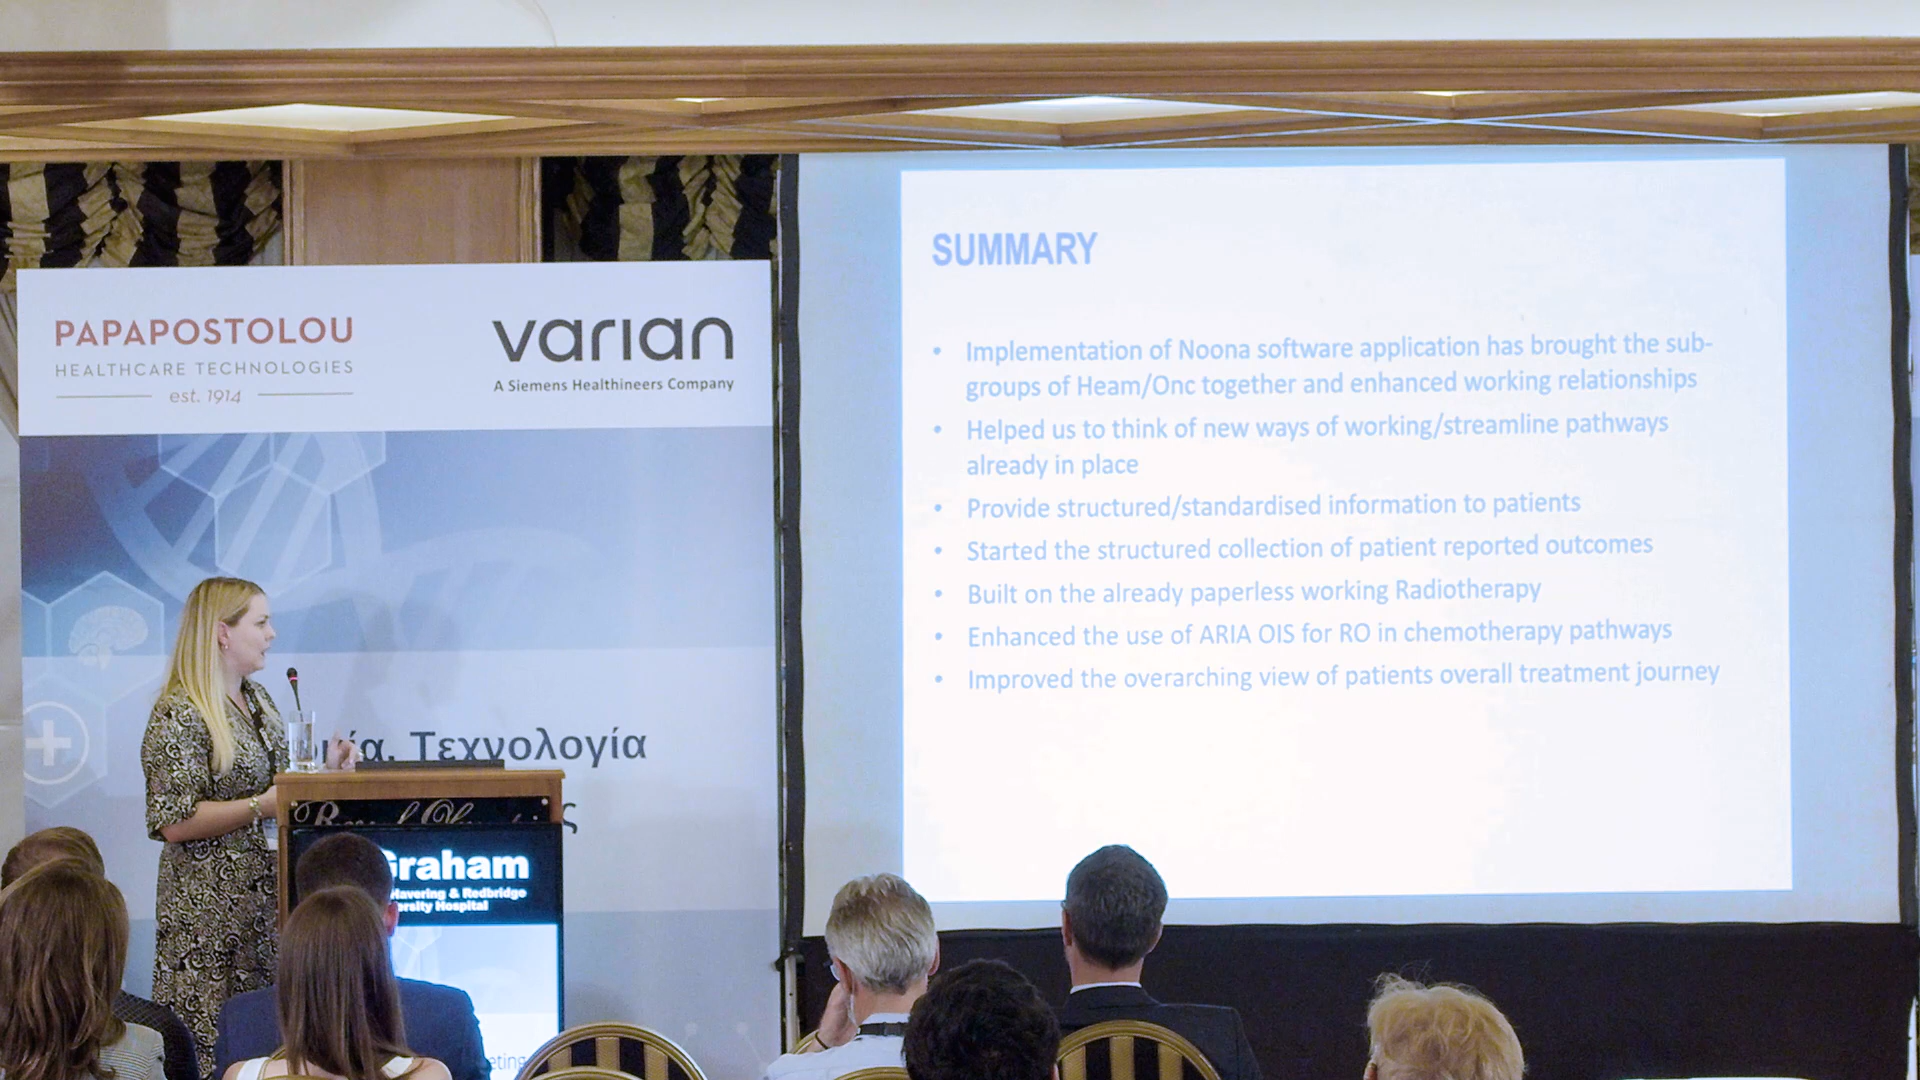 PAPAPOSTOLOU
HEALTHCARE TECHNOLOGIES
est. 1914
varian
A Siemens Healthineers Company
Τεχνολογία
Graham
Havering & Redbridge
Hospital
SUMMARY
• Implementation of Noona software application has brought the sub-
groups of Heam/Onc together and enhanced working relationships
• Helped us to think of new ways of working/streamline pathways
already in place
• Provide structured/standardised information to patients
• Started the structured collection of patient reported outcomes
• Built on the already paperless working Radiotherapy
• Enhanced the use of ARIA OIS for RO in chemotherapy pathways
• Improved the overarching view of patients overall treatment journey